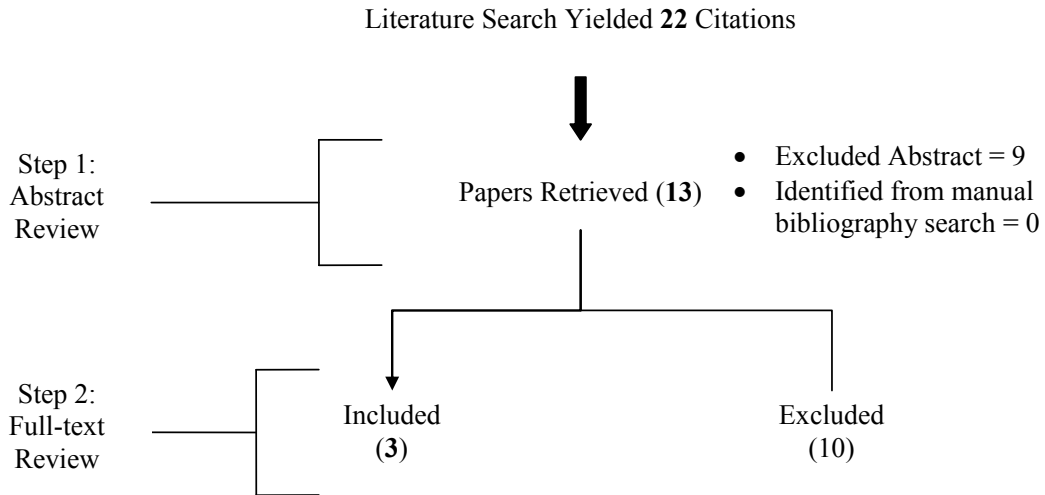 Literature Search Yielded 22 Citations
Step 1:
Abstract
Review
Papers Retrieved (13)
• Excluded Abstract = 9
• Identified from manual
bibliography search = 0
Step 2:
Full-text
Review
Included
(3)
Excluded
(10)